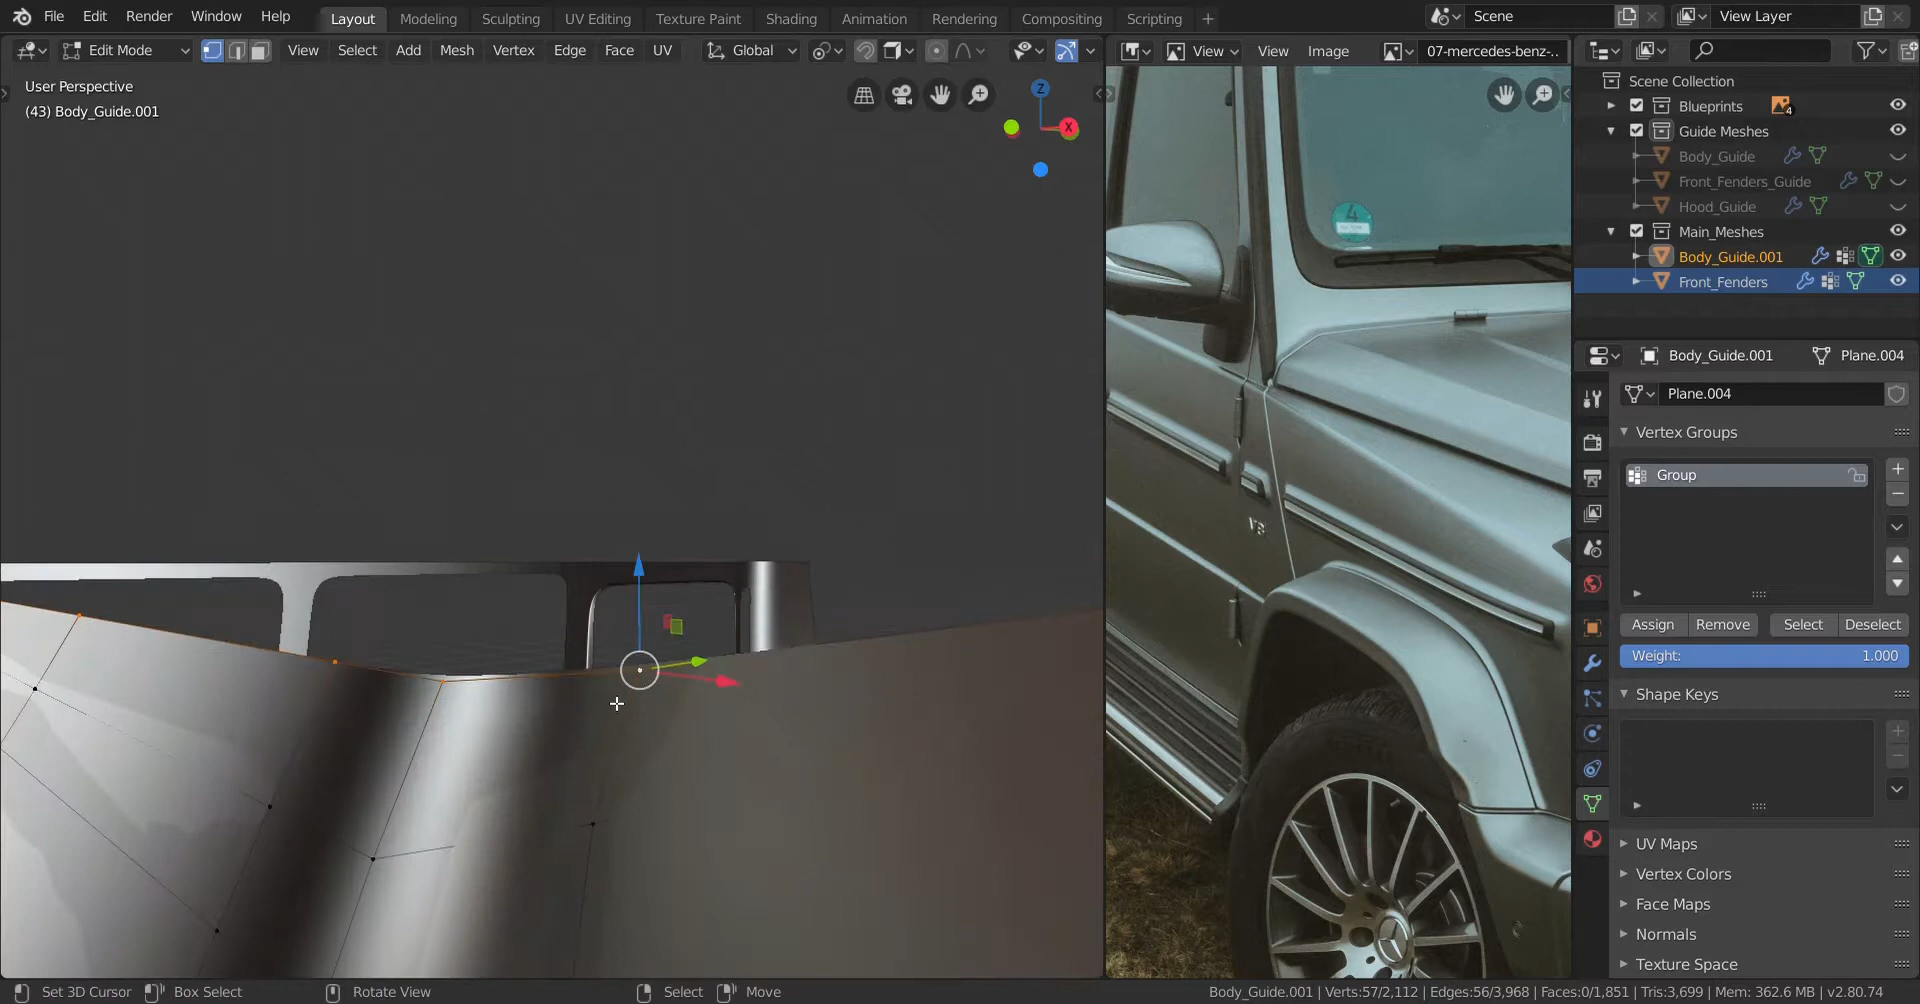 File Edit Render Window Help Layout Modeling Sculpting UV Editing Texture Paint Shading Animation Rendering Compositing Scripting + Scene View Layer
Edit Mode View Select Add Mesh Vertex Edge Face UV Global View View Image 07-mercedes-benz-..
User Perspective
(43) Body_Guide.001
Z
X
4
V8
Scene Collection
Blueprints 4
Guide Meshes
Body_Guide
Front_Fenders_Guide
Hood_Guide
Main_Meshes
Body_Guide.001
Front_Fenders
Body_Guide.001 Plane.004
Plane.004
Vertex Groups
Group
Assign Remove Select Deselect
Weight: 1.000
Shape Keys
UV Maps
Vertex Colors
Face Maps
Normals
Texture Space
Set 3D Cursor Box Select Rotate View Select Move Body_Guide.001 | Verts:57/2,112 | Edges:56/3,968 | Faces:0/1,851 | Tris:3,699 | Mem: 362.6 MB | v2.80.74